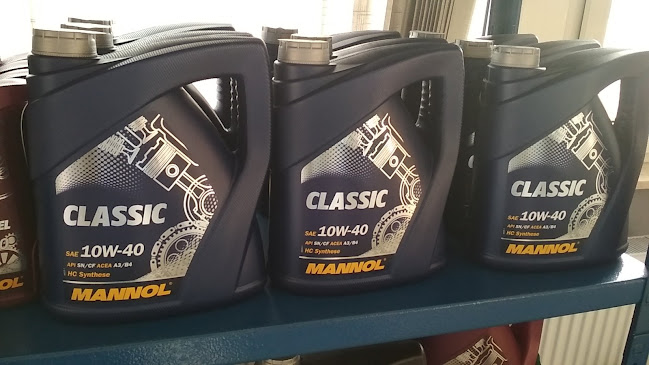 EL
CLASSIC
SAE 10W-40
API SN/CF ACEA A3/B4
HC Synthese
MANNOL
CLASSIC
SAE 10W-40
API SN/CF ACEA A3/B4
HC Synthese
MANNOL
CLASSIC
SAE 10W-40
API SN/CF ACEA A3/B4
HC Synthese
MANNOL